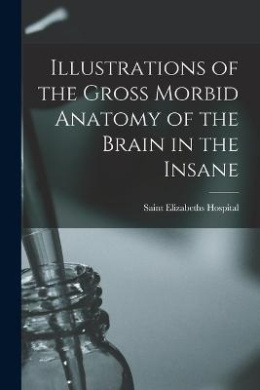 Illustrations of
the Gross Morbid
Anatomy of the
Brain in the
Insane
Saint Elizabeths Hospital